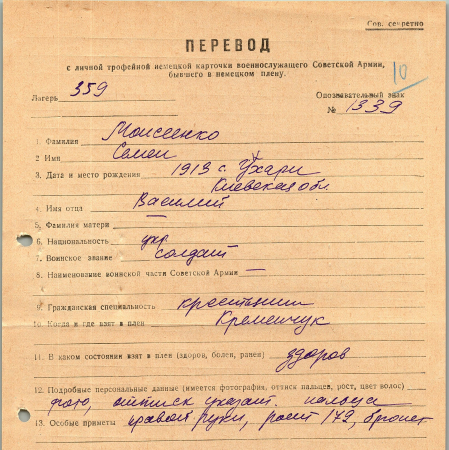 Сов. секретно
ПЕРЕВОД
с личной трофейной немецкой карточки военнослужащего Советской Армии,
бывшего в немецком плену.
10
Лагерь 359
Опознавательный знак
№ 1339
1. Фамилия Моисеенко
2 Имя Семен
3. Дата и место рождения 1913 с. Ухари
Киевской обл.
4. Имя отца Василий
5. Фамилия матери —
6. Национальность укр.
7. Воинское звание солдат
8. Наименование воинской части Советской Армии —
9. Гражданская специальность крестьянин
10. Когда и где взят в плен Кременчук
11. В каком состоянии взят в плен (здоров, болен, ранен) здоров
12. Подробные персональные данные (имеется фотография, оттиск пальцев, рост, цвет волос)
фото, оттиск указат. пальца
13. Особые приметы правой руки, рост 172, брюнет